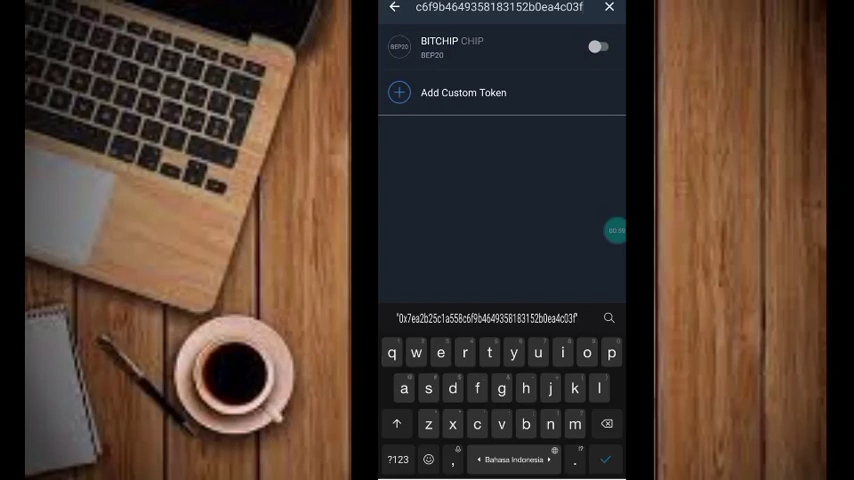 c6f9b4649358183152b0ea4c03f
BEP20
BITCHIP CHIP
BEP20
Add Custom Token
"0x7ea2b25c1a558c6f9b4649358183152b0ea4c03f"
q w e r t y u i o p
a s d f g h j k l
z x c v b n m
?123 , Bahasa Indonesia .